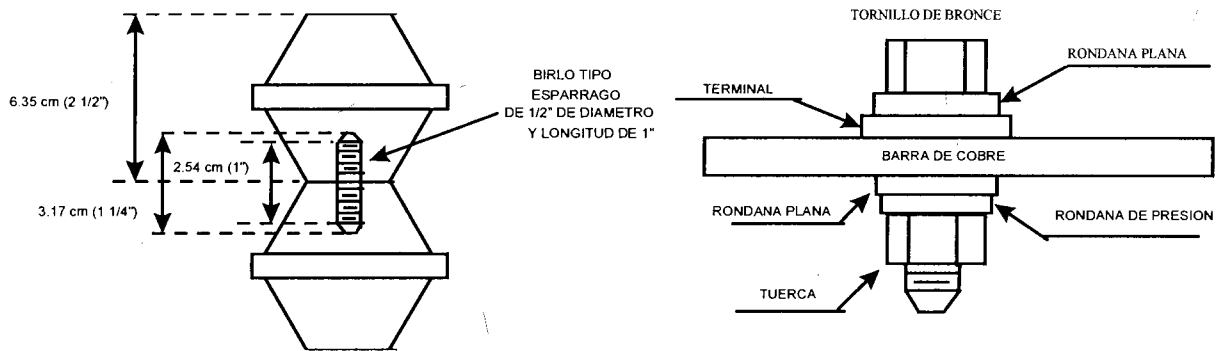 6.35 cm (2 1/2")
2.54 cm (1")
3.17 cm (1 1/4")
BIRLO TIPO
ESPARRAGO
DE 1/2" DE DIAMETRO
Y LONGITUD DE 1"
TORNILLO DE BRONCE
RONDANA PLANA
TERMINAL
BARRA DE COBRE
RONDANA PLANA
RONDANA DE PRESION
TUERCA